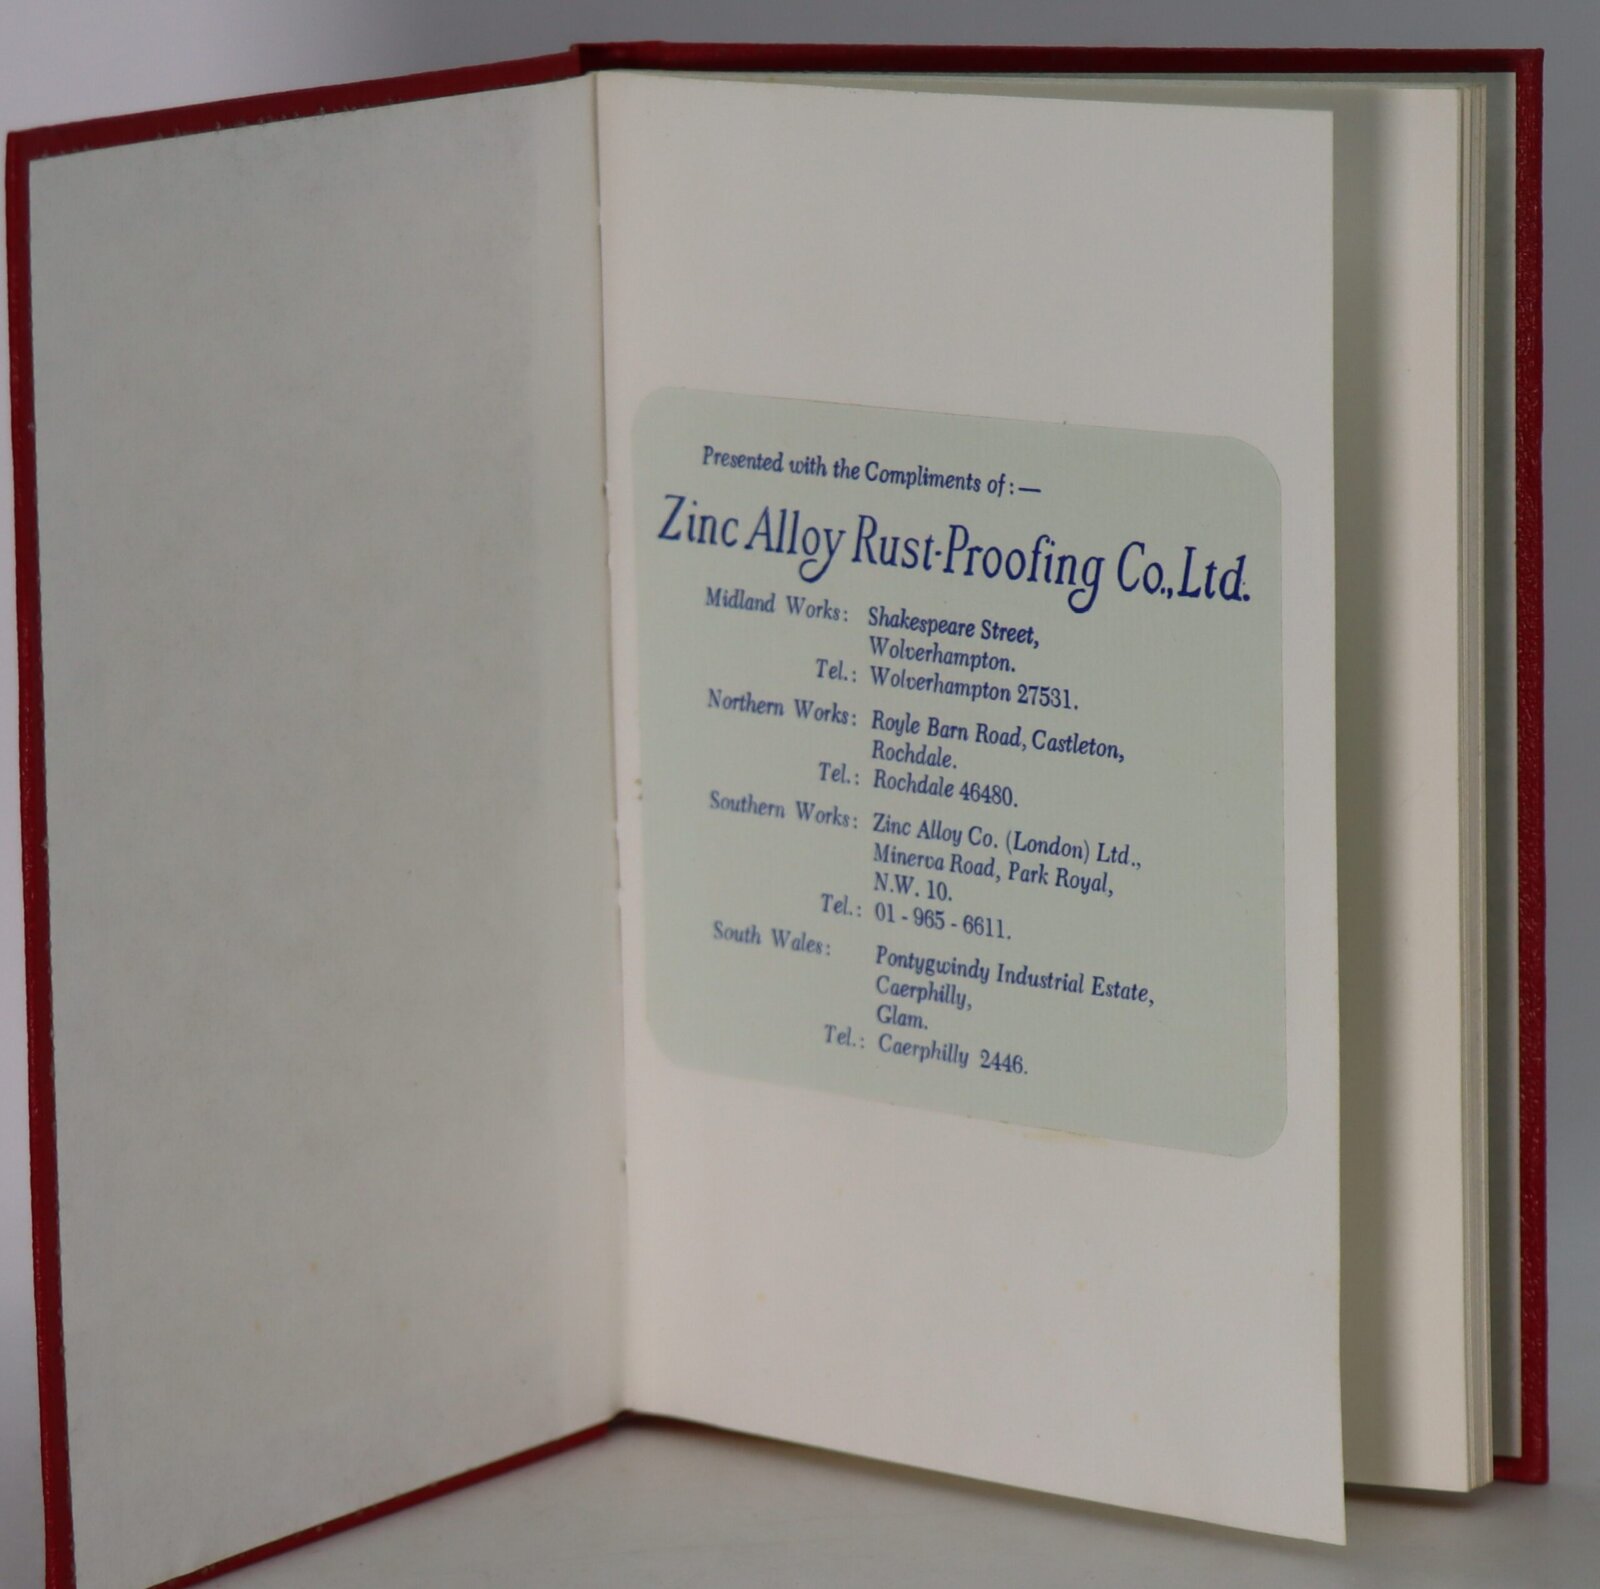 Presented with the Compliments of:—
Zinc Alloy Rust-Proofing Co., Ltd.
Midland Works: Shakespeare Street,
Wolverhampton.
Tel.: Wolverhampton 27531.
Northern Works: Royle Barn Road, Castleton,
Rochdale.
Tel.: Rochdale 46480.
Southern Works: Zinc Alloy Co. (London) Ltd.,
Minerva Road, Park Royal,
N.W. 10.
Tel.: 01 - 965 - 6611.
South Wales: Pontygwindy Industrial Estate,
Caerphilly,
Glam.
Tel.: Caerphilly 2446.